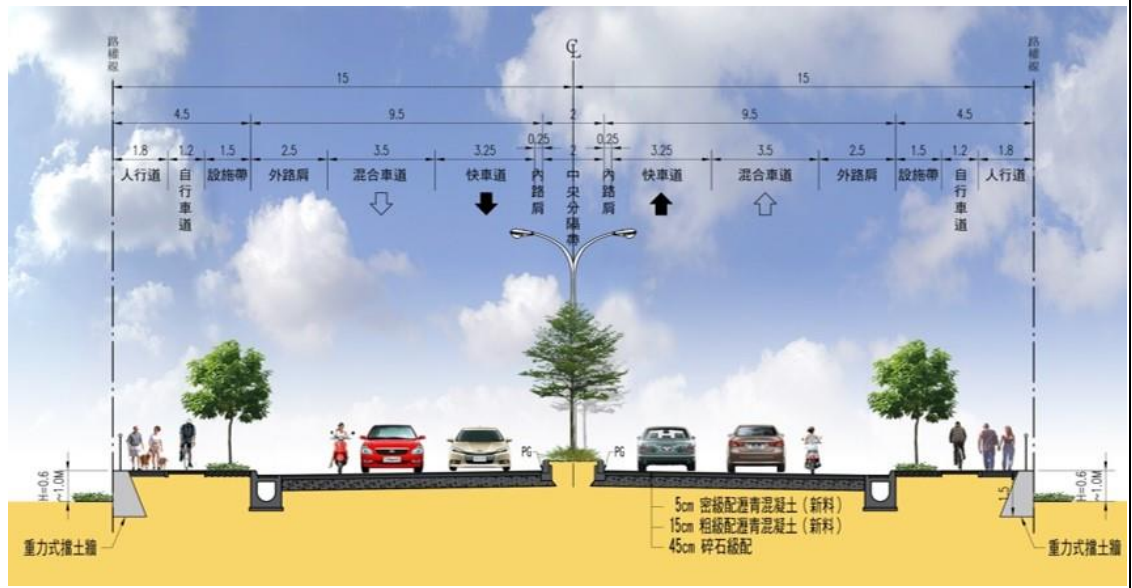 路權線
℄
路權線
15
15
4.5
9.5
2
9.5
4.5
1.8
1.2
1.5
2.5
3.5
3.25
0.25
2
0.25
3.25
3.5
2.5
1.5
1.2
1.8
人行道
自行車道
設施帶
外路肩
混合車道
快車道
內路肩
中央分隔帶
內路肩
快車道
混合車道
外路肩
設施帶
自行車道
人行道
PG
PG
H=0.6
~1.0M
H=0.6
~1.0M
1.5
5cm 密級配瀝青混凝土(新料)
15cm 粗級配瀝青混凝土(新料)
45cm 碎石級配
重力式擋土牆
重力式擋土牆